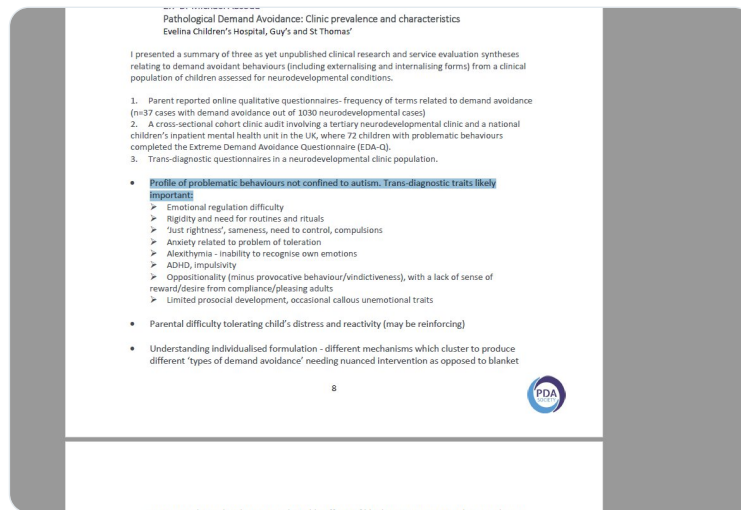 Pathological Demand Avoidance: Clinic prevalence and characteristics
Evelina Children's Hospital, Guy's and St Thomas'
I presented a summary of three as yet unpublished clinical research and service evaluation syntheses
relating to demand avoidant behaviours (including externalising and internalising forms) from a clinical
population of children assessed for neurodevelopmental conditions.
1. Parent reported online qualitative questionnaires- frequency of terms related to demand avoidance
(n=37 cases with demand avoidance out of 1030 neurodevelopmental cases)
2. A cross-sectional cohort clinic audit involving a tertiary neurodevelopmental clinic and a national
children's inpatient mental health unit in the UK, where 72 children with problematic behaviours
completed the Extreme Demand Avoidance Questionnaire (EDA-Q).
3. Trans-diagnostic questionnaires in a neurodevelopmental clinic population.
• Profile of problematic behaviours not confined to autism. Trans-diagnostic traits likely
important:
➢ Emotional regulation difficulty
➢ Rigidity and need for routines and rituals
➢ 'Just rightness', sameness, need to control, compulsions
➢ Anxiety related to problem of toleration
➢ Alexithymia - inability to recognise own emotions
➢ ADHD, impulsivity
➢ Oppositionality (minus provocative behaviour/vindictiveness), with a lack of sense of
reward/desire from compliance/pleasing adults
➢ Limited prosocial development, occasional callous unemotional traits
• Parental difficulty tolerating child's distress and reactivity (may be reinforcing)
• Understanding individualised formulation - different mechanisms which cluster to produce
different 'types of demand avoidance' needing nuanced intervention as opposed to blanket
8
PDA
SOCIETY